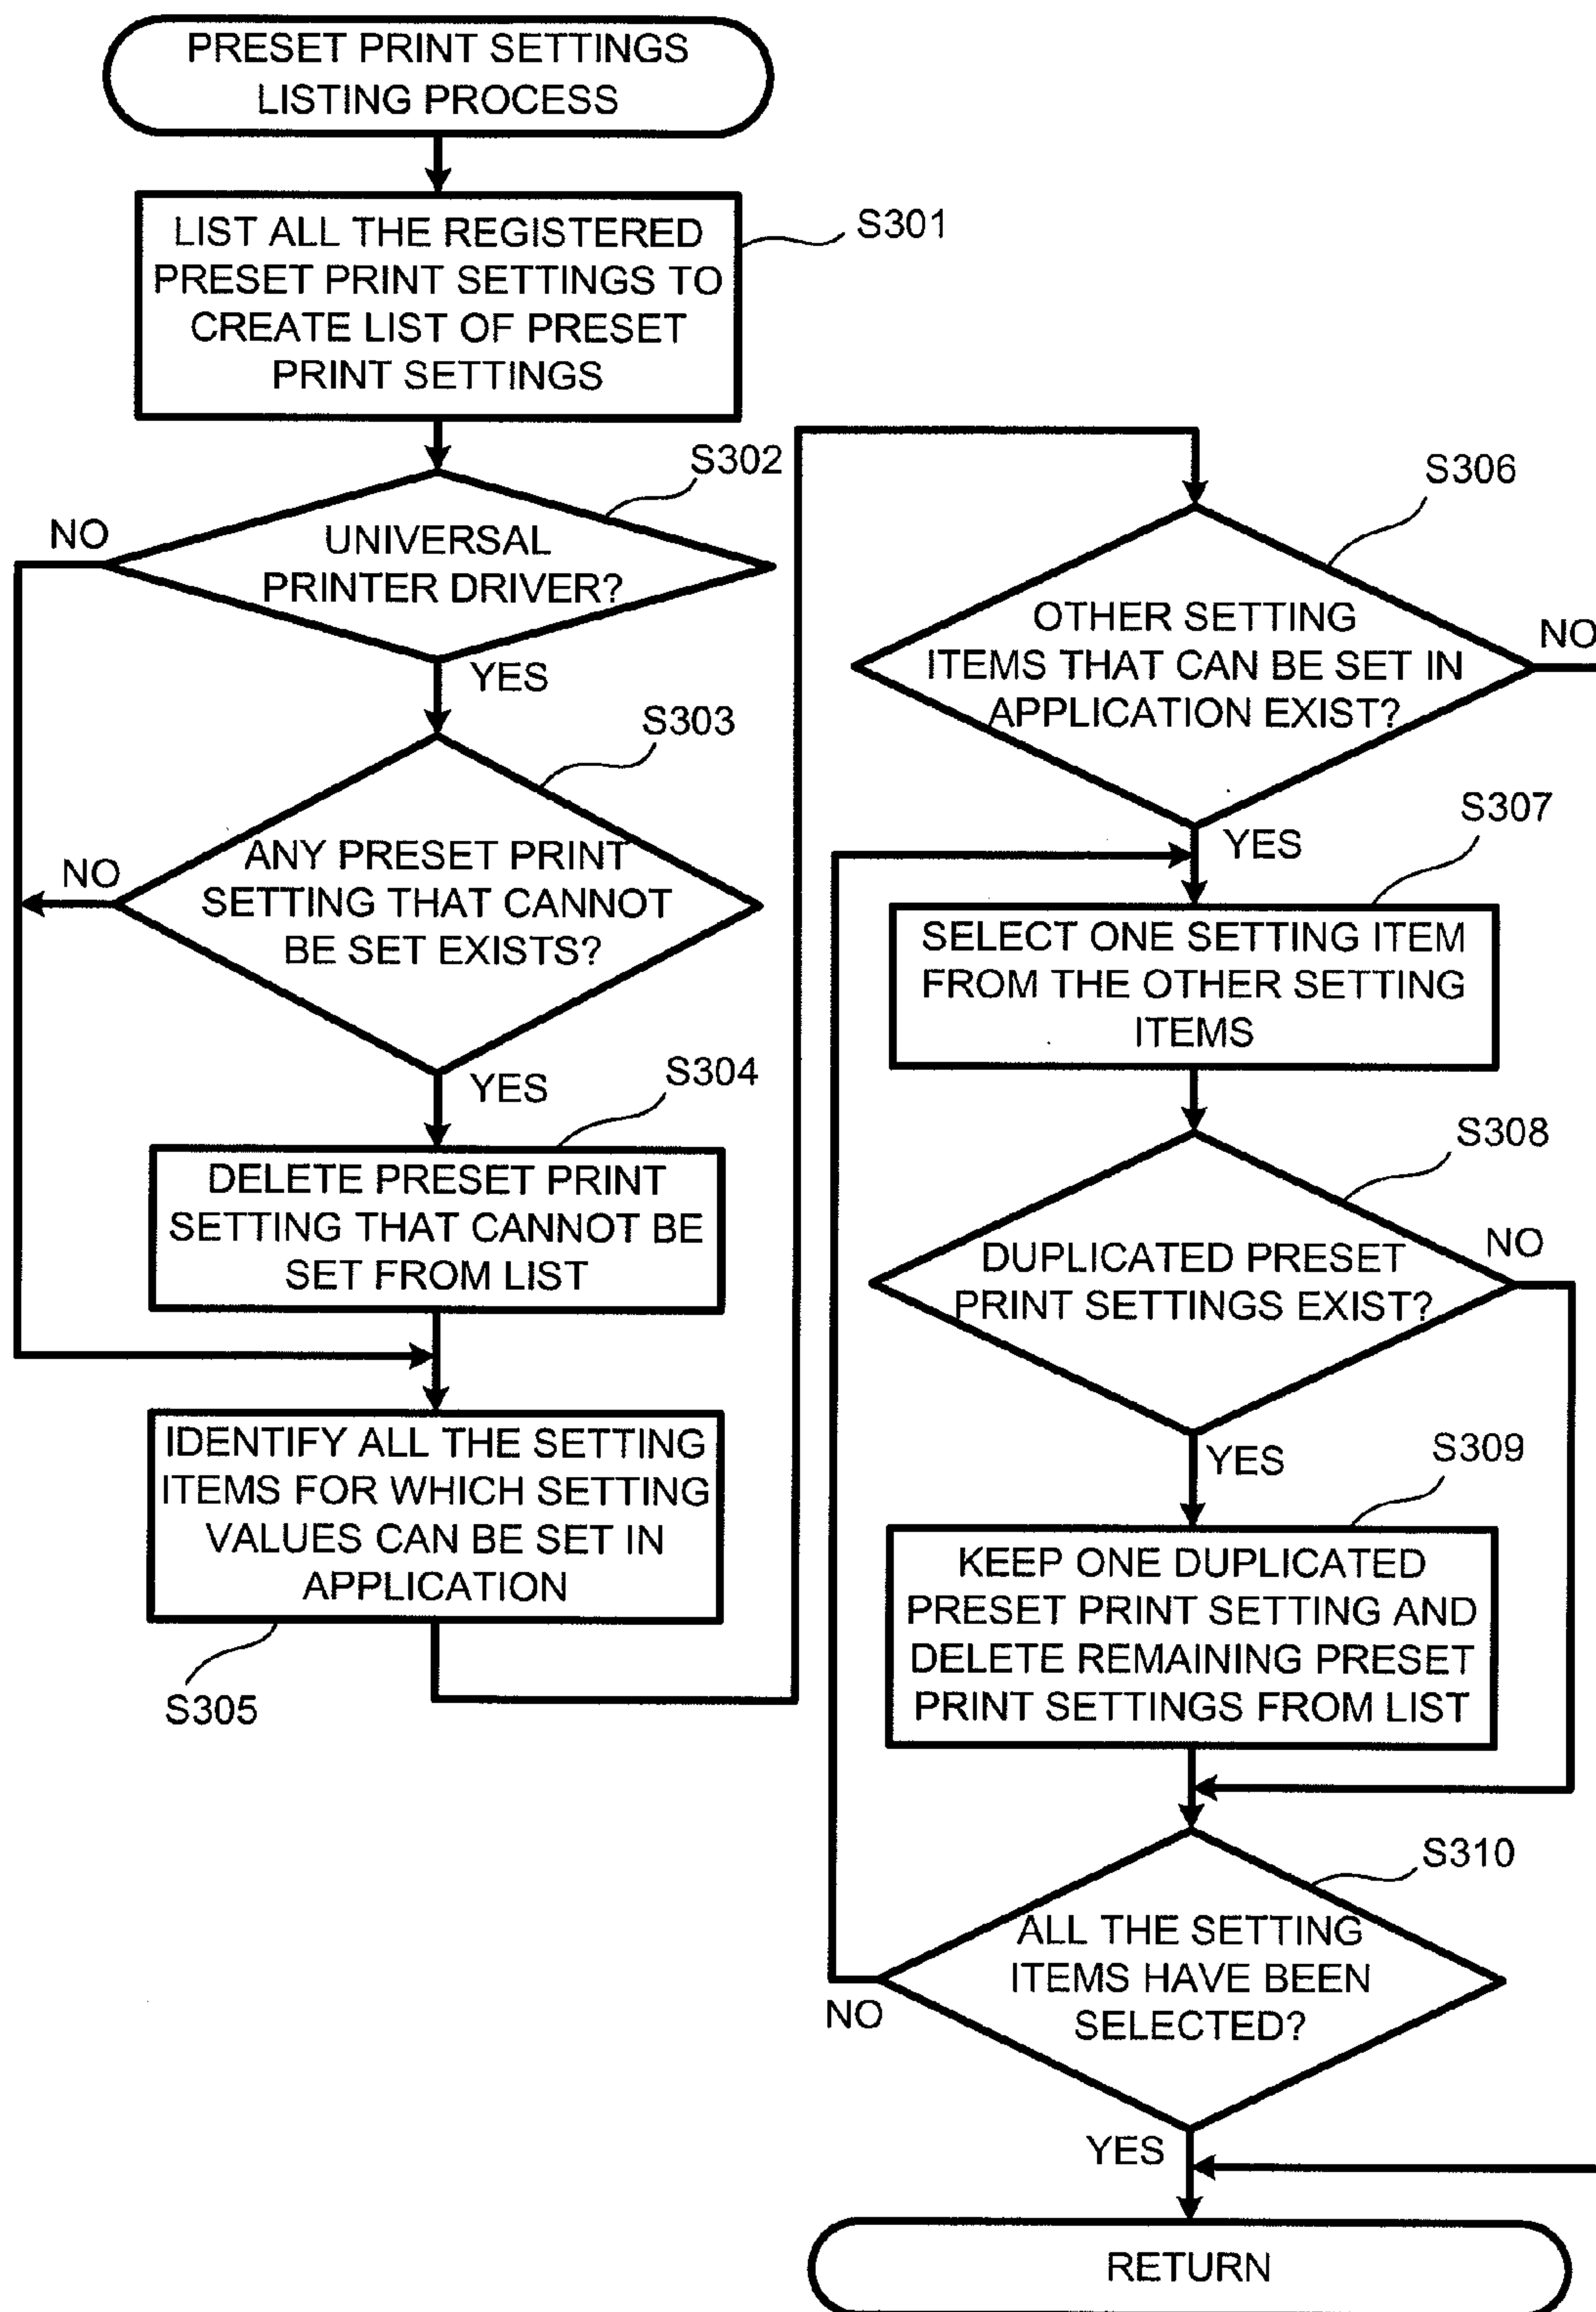 PRESET PRINT SETTINGS
LISTING PROCESS
LIST ALL THE REGISTERED
PRESET PRINT SETTINGS TO
CREATE LIST OF PRESET
PRINT SETTINGS
S301
S302
NO
UNIVERSAL
PRINTER DRIVER?
YES
S303
NO
ANY PRESET PRINT
SETTING THAT CANNOT
BE SET EXISTS?
YES
S304
DELETE PRESET PRINT
SETTING THAT CANNOT BE
SET FROM LIST
IDENTIFY ALL THE SETTING
ITEMS FOR WHICH SETTING
VALUES CAN BE SET IN
APPLICATION
S305
S306
OTHER SETTING
ITEMS THAT CAN BE SET IN
APPLICATION EXIST?
NO
YES
S307
SELECT ONE SETTING ITEM
FROM THE OTHER SETTING
ITEMS
S308
DUPLICATED PRESET
PRINT SETTINGS EXIST?
NO
YES
S309
KEEP ONE DUPLICATED
PRESET PRINT SETTING AND
DELETE REMAINING PRESET
PRINT SETTINGS FROM LIST
S310
ALL THE SETTING
ITEMS HAVE BEEN
SELECTED?
NO
YES
RETURN